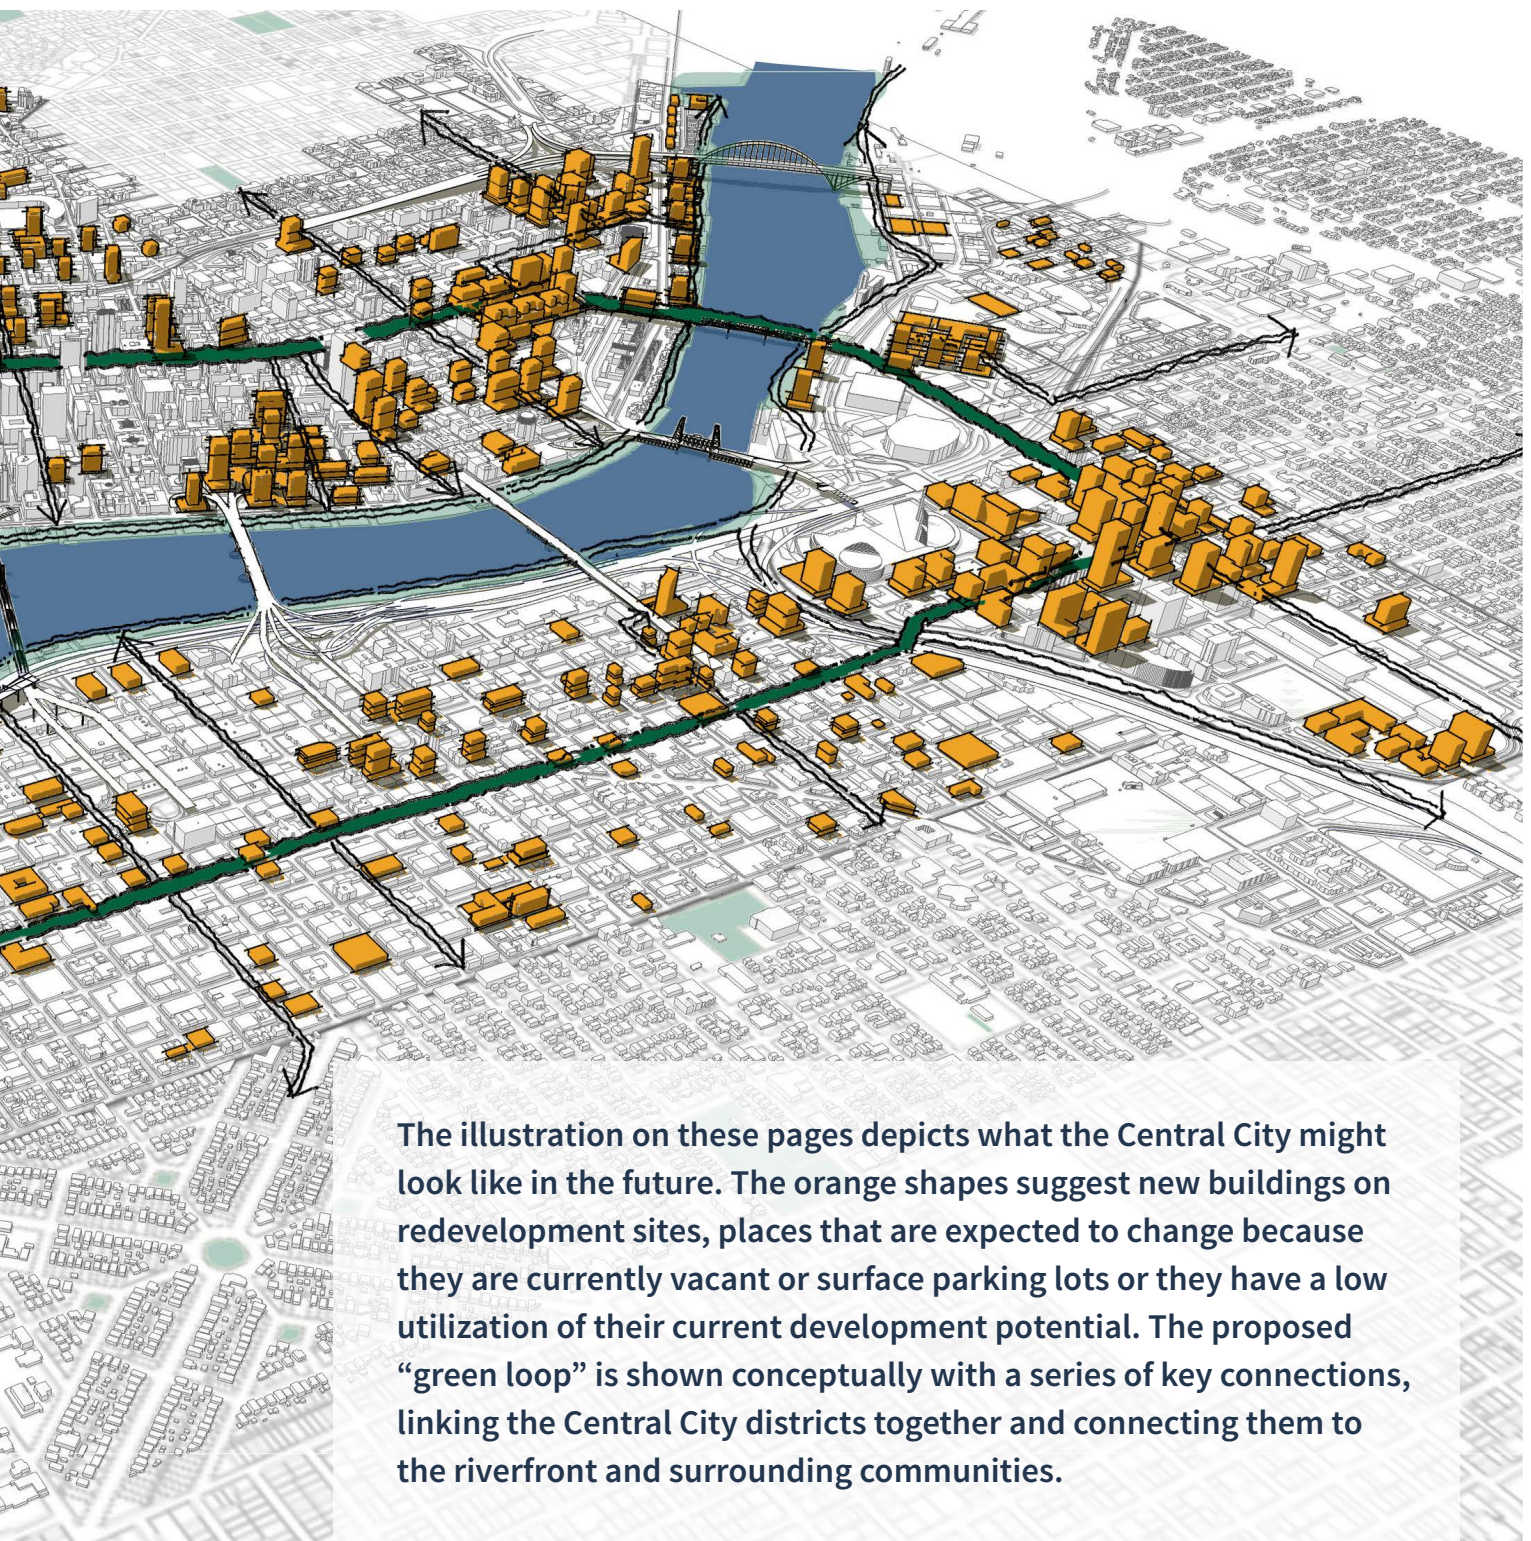 The illustration on these pages depicts what the Central City might
look like in the future. The orange shapes suggest new buildings on
redevelopment sites, places that are expected to change because
they are currently vacant or surface parking lots or they have a low
utilization of their current development potential. The proposed
“green loop” is shown conceptually with a series of key connections,
linking the Central City districts together and connecting them to
the riverfront and surrounding communities.